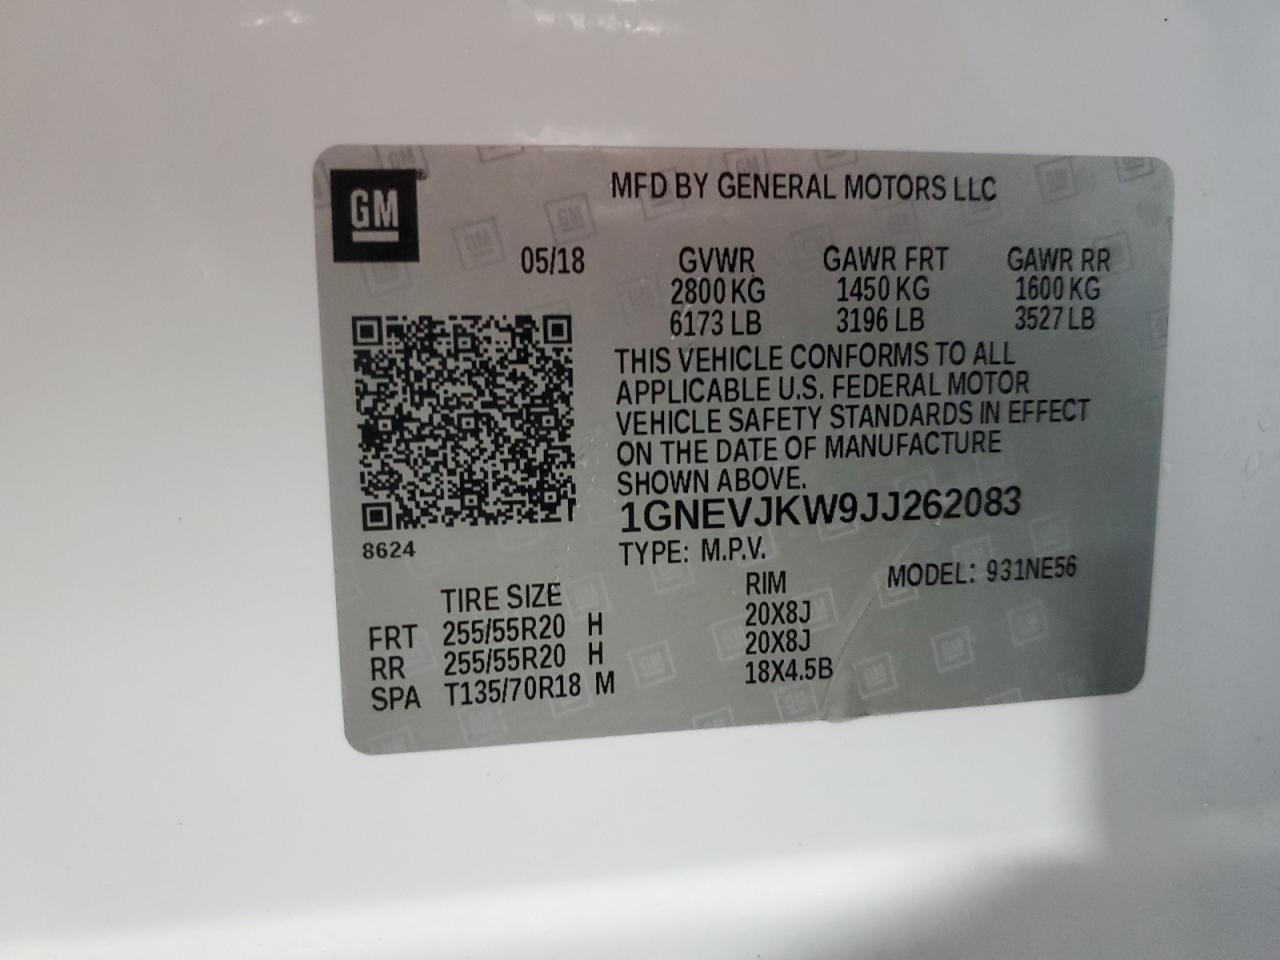 GM
MFD BY GENERAL MOTORS LLC
05/18 GVWR GAWR FRT GAWR RR
2800 KG 1450 KG 1600 KG
6173 LB 3196 LB 3527 LB
THIS VEHICLE CONFORMS TO ALL
APPLICABLE U.S. FEDERAL MOTOR
VEHICLE SAFETY STANDARDS IN EFFECT
ON THE DATE OF MANUFACTURE
SHOWN ABOVE.
1GNEVJKW9JJ262083
8624
TYPE: M.P.V. MODEL: 931NE56
TIRE SIZE RIM
FRT 255/55R20 H 20X8J
RR 255/55R20 H 20X8J
SPA T135/70R18 M 18X4.5B